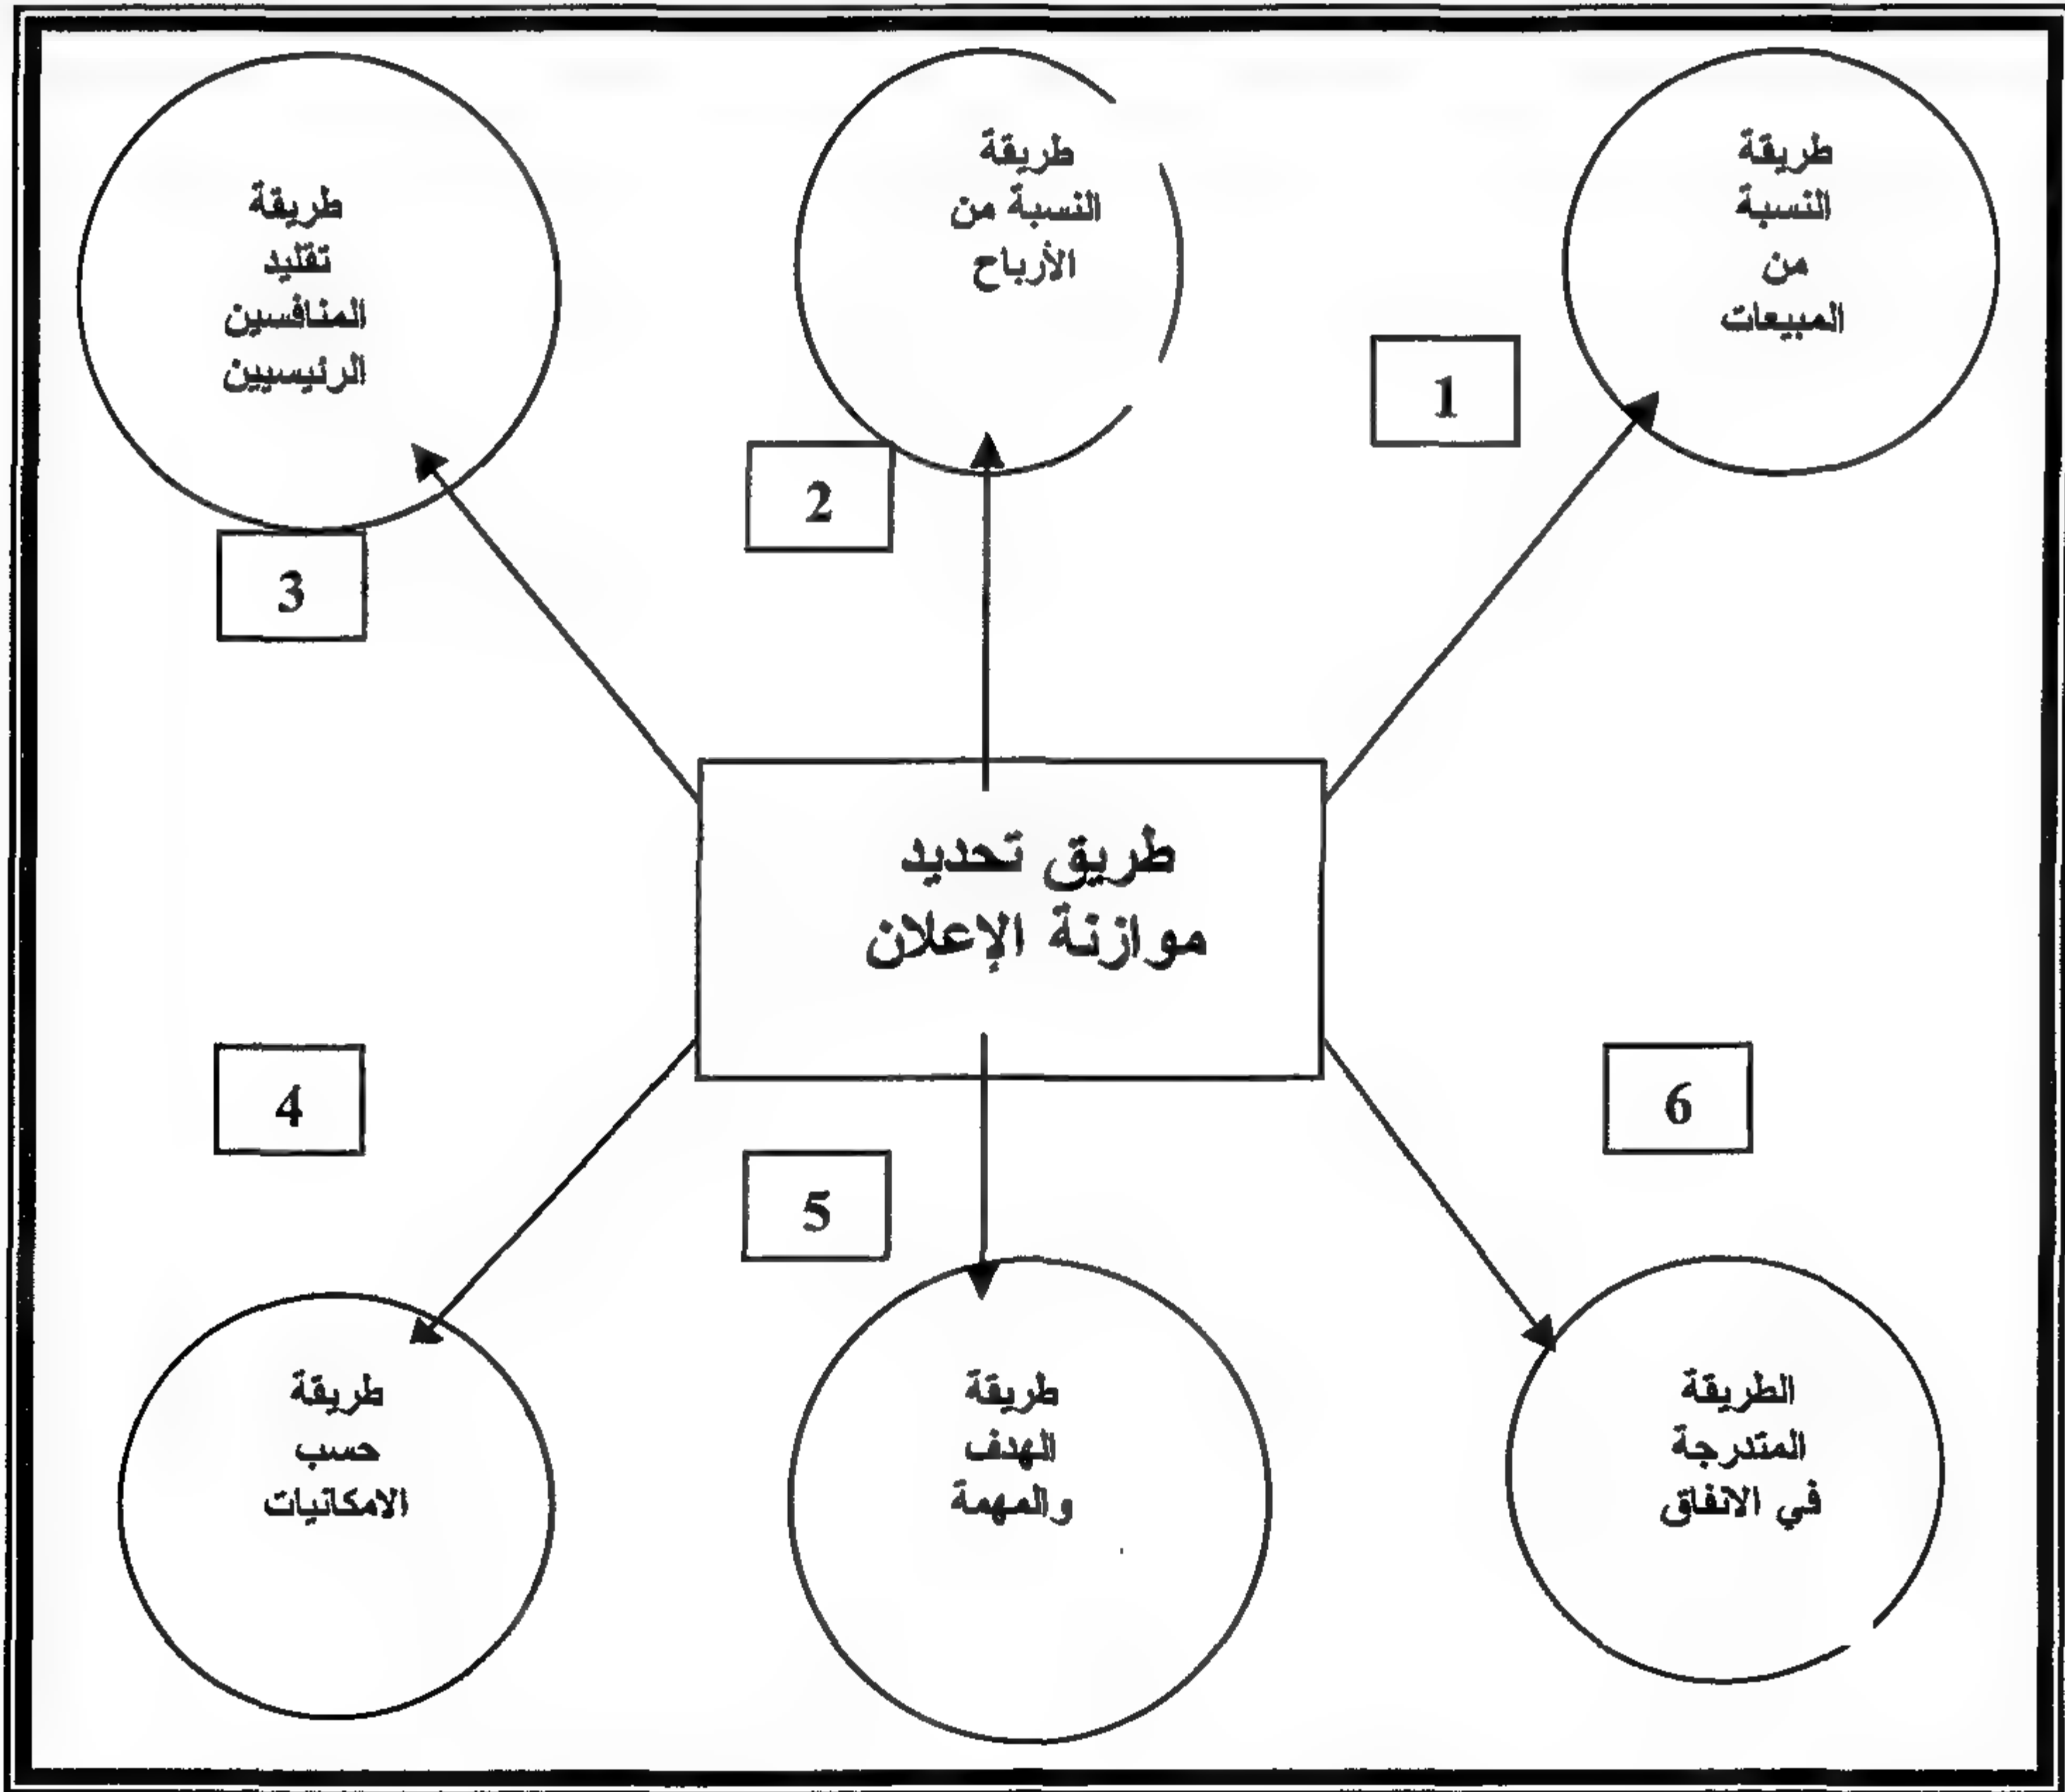 طريقة
النسبة
من
المبيعات
1
طريقة
النسبة من
الأرباح
2
طريقة
تقليد
المنافسين
الرئيسيين
3
طريق تحديد
موازنة الإعلان
4
طريقة
حسب
الامكانيات
5
طريقة
الهدف
والمهمة
6
الطريقة
المتدرجة
في الانفاق